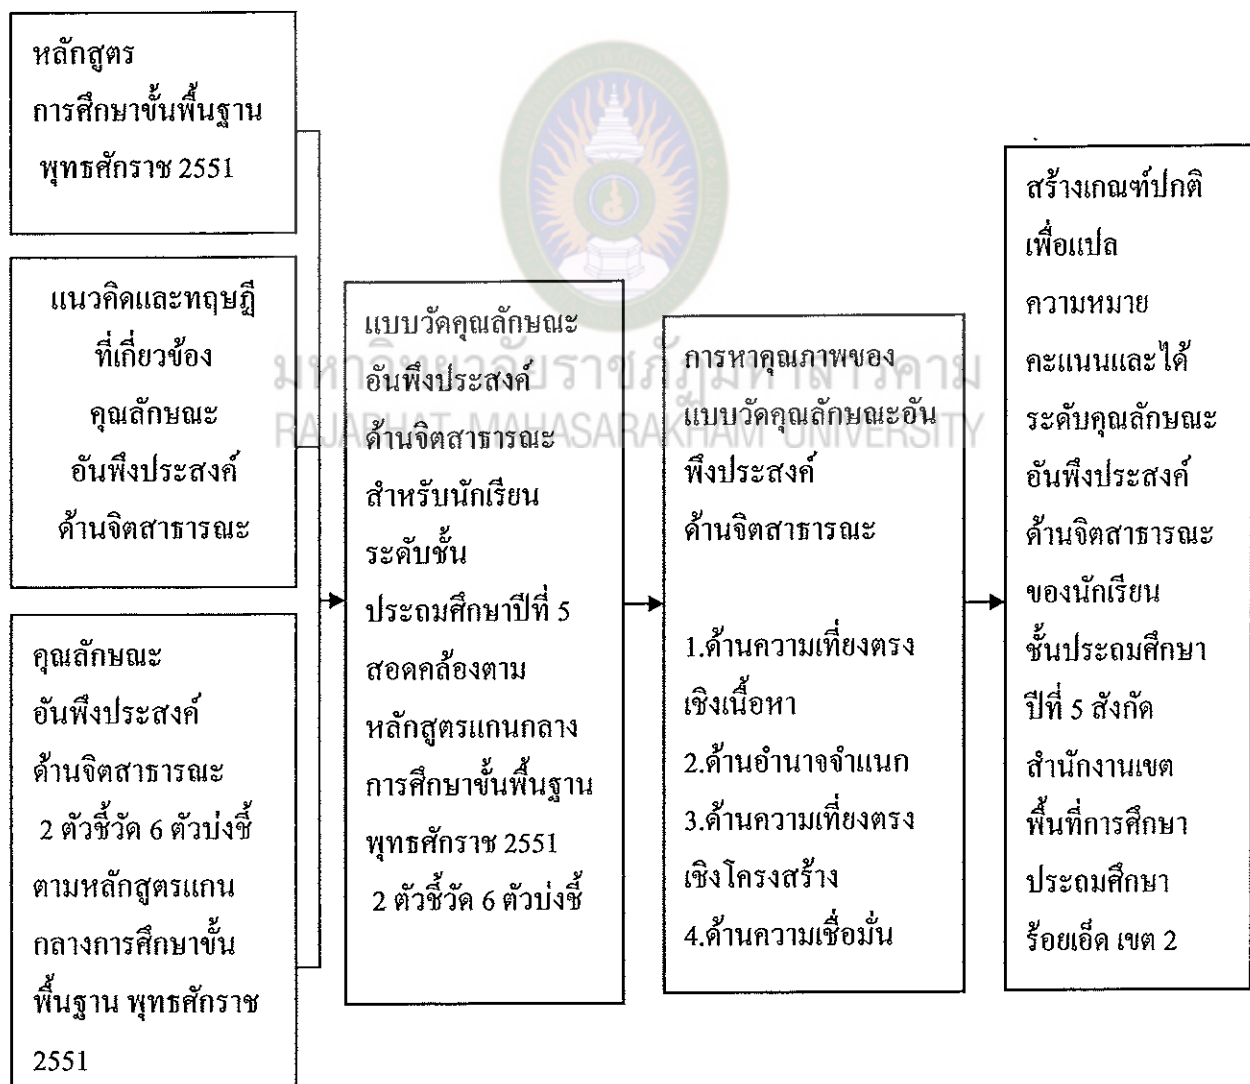 หลักสูตร
การศึกษาขั้นพื้นฐาน
พุทธศักราช 2551
แนวคิดและทฤษฎี
ที่เกี่ยวข้อง
คุณลักษณะ
อันพึงประสงค์
ด้านจิตสาธารณะ
คุณลักษณะ
อันพึงประสงค์
ด้านจิตสาธารณะ
2 ตัวชี้วัด 6 ตัวบ่งชี้
ตามหลักสูตรแกน
กลางการศึกษาขั้น
พื้นฐาน พุทธศักราช
2551
แบบวัดคุณลักษณะ
อันพึงประสงค์
ด้านจิตสาธารณะ
สำหรับนักเรียน
ระดับชั้น
ประถมศึกษาปีที่ 5
สอดคล้องตาม
หลักสูตรแกนกลาง
การศึกษาขั้นพื้นฐาน
พุทธศักราช 2551
2 ตัวชี้วัด 6 ตัวบ่งชี้
การหาคุณภาพของ
แบบวัดคุณลักษณะอัน
พึงประสงค์
ด้านจิตสาธารณะ
1.ด้านความเที่ยงตรง
เชิงเนื้อหา
2.ด้านอำนาจจำแนก
3.ด้านความเที่ยงตรง
เชิงโครงสร้าง
4.ด้านความเชื่อมั่น
สร้างเกณฑ์ปกติ
เพื่อแปล
ความหมาย
คะแนนและได้
ระดับคุณลักษณะ
อันพึงประสงค์
ด้านจิตสาธารณะ
ของนักเรียน
ชั้นประถมศึกษา
ปีที่ 5 สังกัด
สำนักงานเขต
พื้นที่การศึกษา
ประถมศึกษา
ร้อยเอ็ด เขต 2
มหาวิทยาลัยราชภัฏมหาสารคาม
RAJABHAT MAHASARAKHAM UNIVERSITY